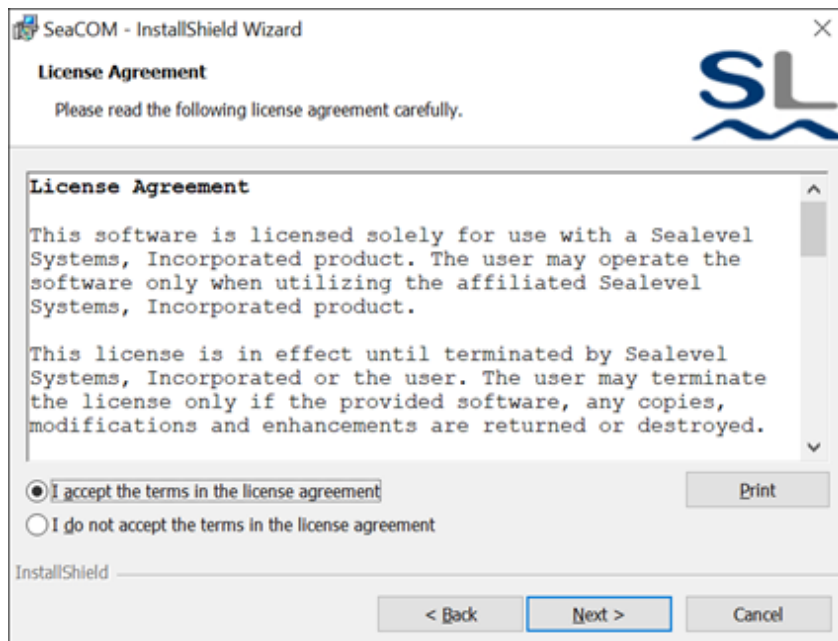 SeaCOM - InstallShield Wizard
License Agreement
Please read the following license agreement carefully.
SL
License Agreement
This software is licensed solely for use with a Sealevel
Systems, Incorporated product. The user may operate the
software only when utilizing the affiliated Sealevel
Systems, Incorporated product.
This license is in effect until terminated by Sealevel
Systems, Incorporated or the user. The user may terminate
the license only if the provided software, any copies,
modifications and enhancements are returned or destroyed.
I accept the terms in the license agreement
Print
I do not accept the terms in the license agreement
InstallShield
< Back
Next >
Cancel